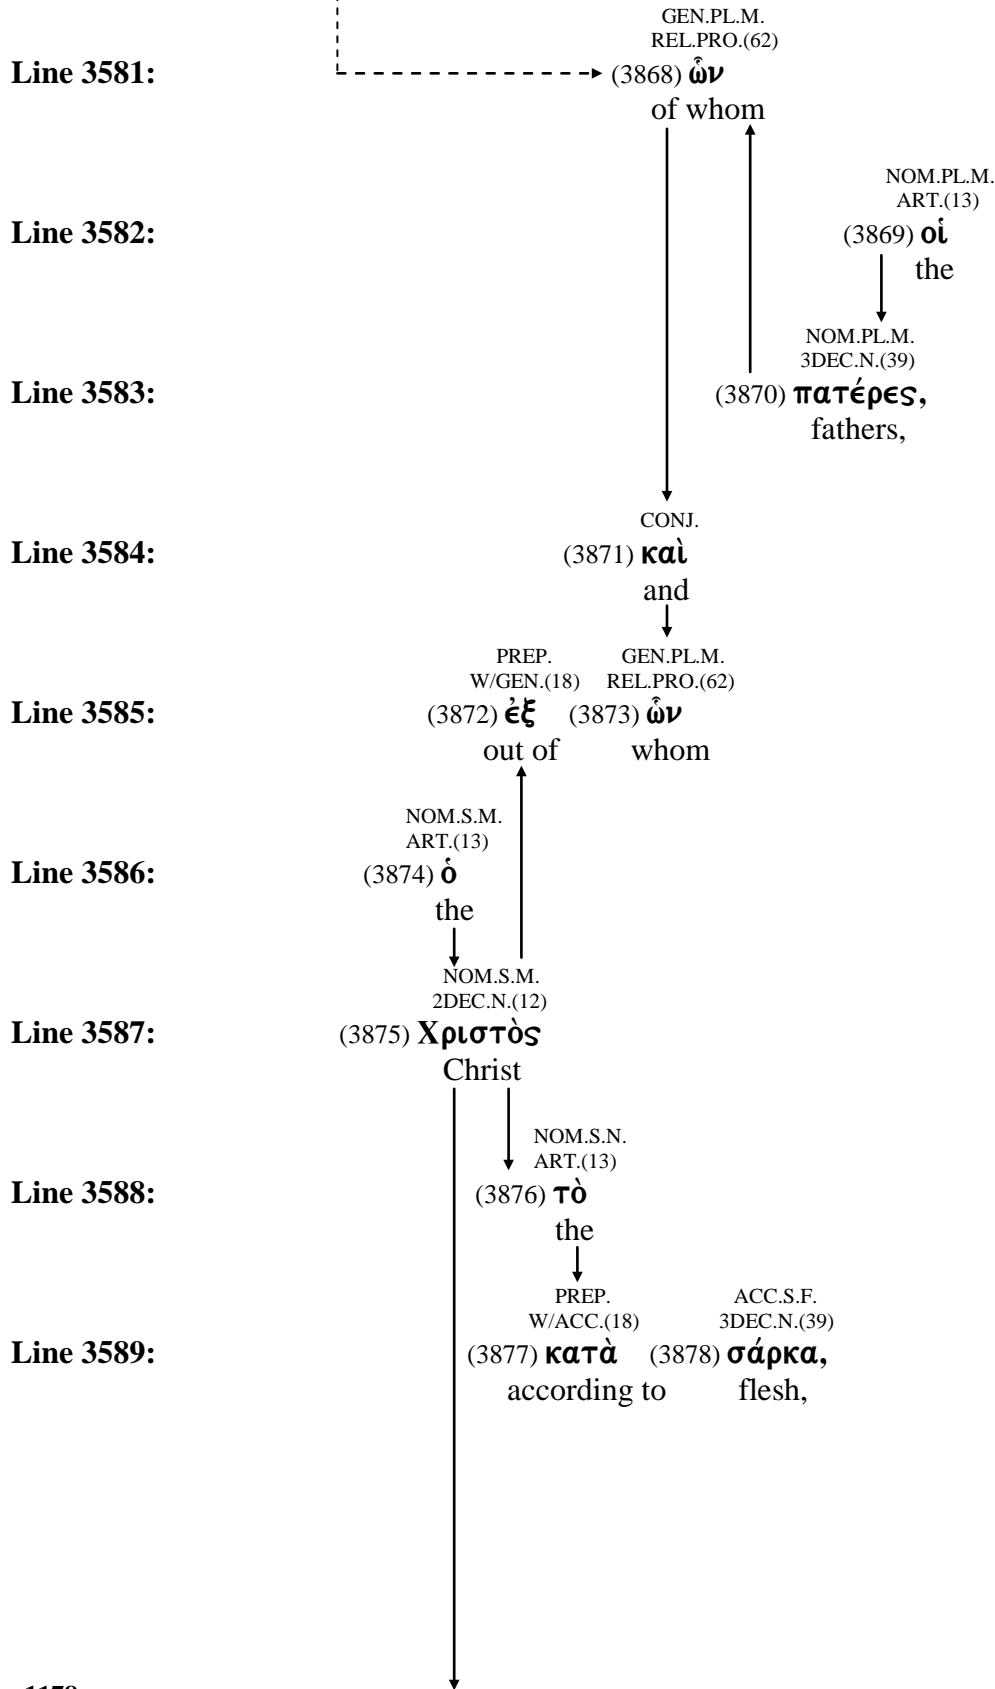 GEN.PL.M.
REL.PRO.(62)
Line 3581: (3868) ὧν
of whom
NOM.PL.M.
ART.(13)
Line 3582: (3869) οἱ
the
NOM.PL.M.
3DEC.N.(39)
Line 3583: (3870) πατέρες,
fathers,
CONJ.
Line 3584: (3871) καὶ
and
PREP. GEN.PL.M.
W/GEN.(18) REL.PRO.(62)
Line 3585: (3872) ἐξ (3873) ὧν
out of whom
NOM.S.M.
ART.(13)
Line 3586: (3874) ὁ
the
NOM.S.M.
2DEC.N.(12)
Line 3587: (3875) Χριστὸς
Christ
NOM.S.N.
ART.(13)
Line 3588: (3876) τὸ
the
PREP. ACC.S.F.
W/ACC.(18) 3DEC.N.(39)
Line 3589: (3877) κατὰ (3878) σάρκα,
according to flesh,